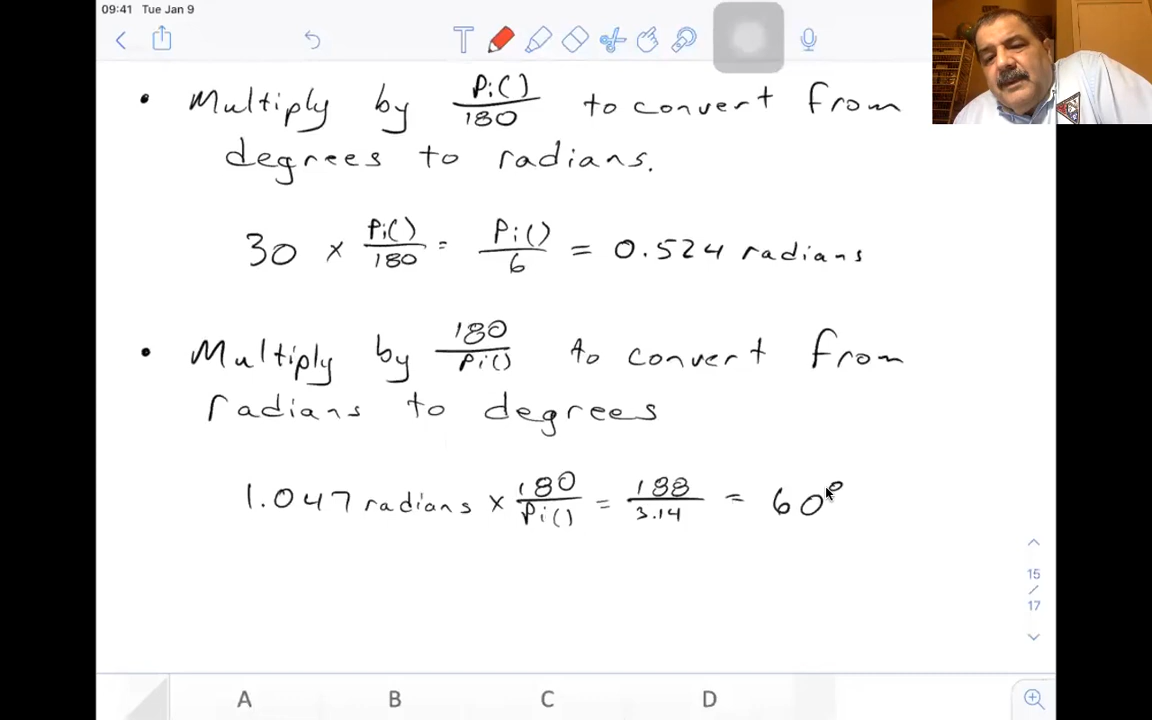 09:41 Tue Jan 9
T
• Multiply by Pi()/180 to convert from
degrees to radians.
30 × Pi()/180 = Pi()/6 = 0.524 radians
• Multiply by 180/Pi() to convert from
radians to degrees
1.047 radians × 180/Pi() = 188/3.14 = 60°
15
/
17
A B C D